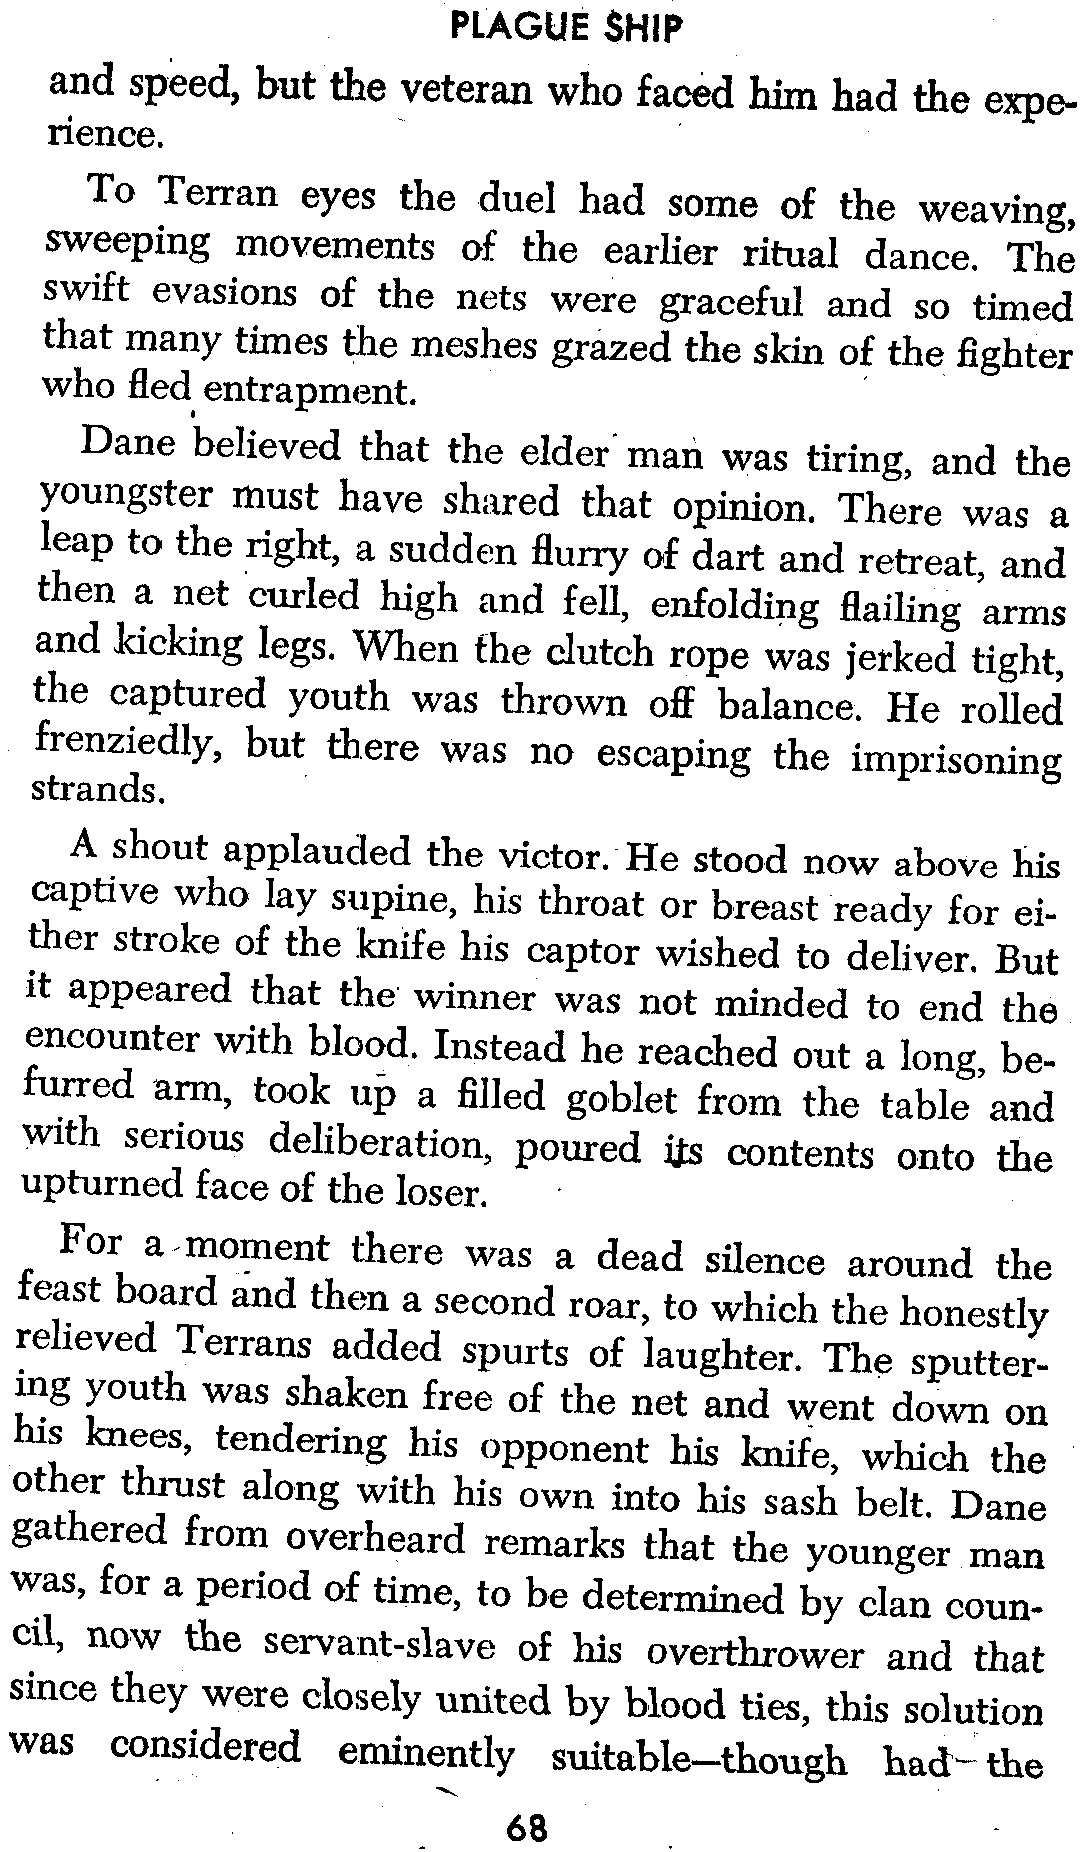 PLAGUE SHIP
and speed, but the veteran who faced him had the expe-
rience.
To Terran eyes the duel had some of the weaving,
sweeping movements of the earlier ritual dance. The
swift evasions of the nets were graceful and so timed
that many times the meshes grazed the skin of the fighter
who fled entrapment.
Dane believed that the elder man was tiring, and the
youngster must have shared that opinion. There was a
leap to the right, a sudden flurry of dart and retreat, and
then a net curled high and fell, enfolding flailing arms
and kicking legs. When the clutch rope was jerked tight,
the captured youth was thrown off balance. He rolled
frenziedly, but there was no escaping the imprisoning
strands.
A shout applauded the victor. He stood now above his
captive who lay supine, his throat or breast ready for ei-
ther stroke of the knife his captor wished to deliver. But
it appeared that the winner was not minded to end the
encounter with blood. Instead he reached out a long, be-
furred arm, took up a filled goblet from the table and
with serious deliberation, poured its contents onto the
upturned face of the loser.
For a moment there was a dead silence around the
feast board and then a second roar, to which the honestly
relieved Terrans added spurts of laughter. The sputter-
ing youth was shaken free of the net and went down on
his knees, tendering his opponent his knife, which the
other thrust along with his own into his sash belt. Dane
gathered from overheard remarks that the younger man
was, for a period of time, to be determined by clan coun-
cil, now the servant-slave of his overthrower and that
since they were closely united by blood ties, this solution
was considered eminently suitable—though had the
68